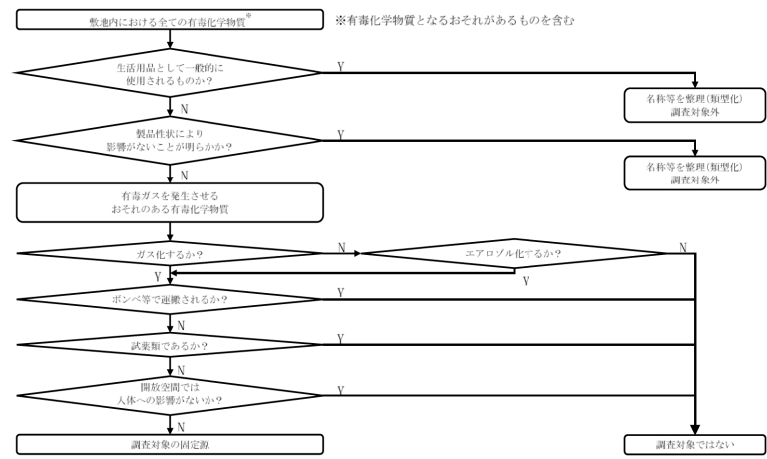 敷地内における全ての有毒化学物質※
※有毒化学物質となるおそれがあるものを含む
生活用品として一般的に
使用されるものか？
Y
名称等を整理(類型化)
調査対象外
N
製品性状により
影響がないことが明らかか？
Y
名称等を整理(類型化)
調査対象外
N
有毒ガスを発生させる
おそれのある有毒化学物質
ガス化するか？
N
エアロゾル化するか？
N
Y
Y
ボンベ等で運搬されるか？
Y
N
試薬類であるか？
Y
N
開放空間では
人体への影響がないか？
Y
N
調査対象の固定源
調査対象ではない